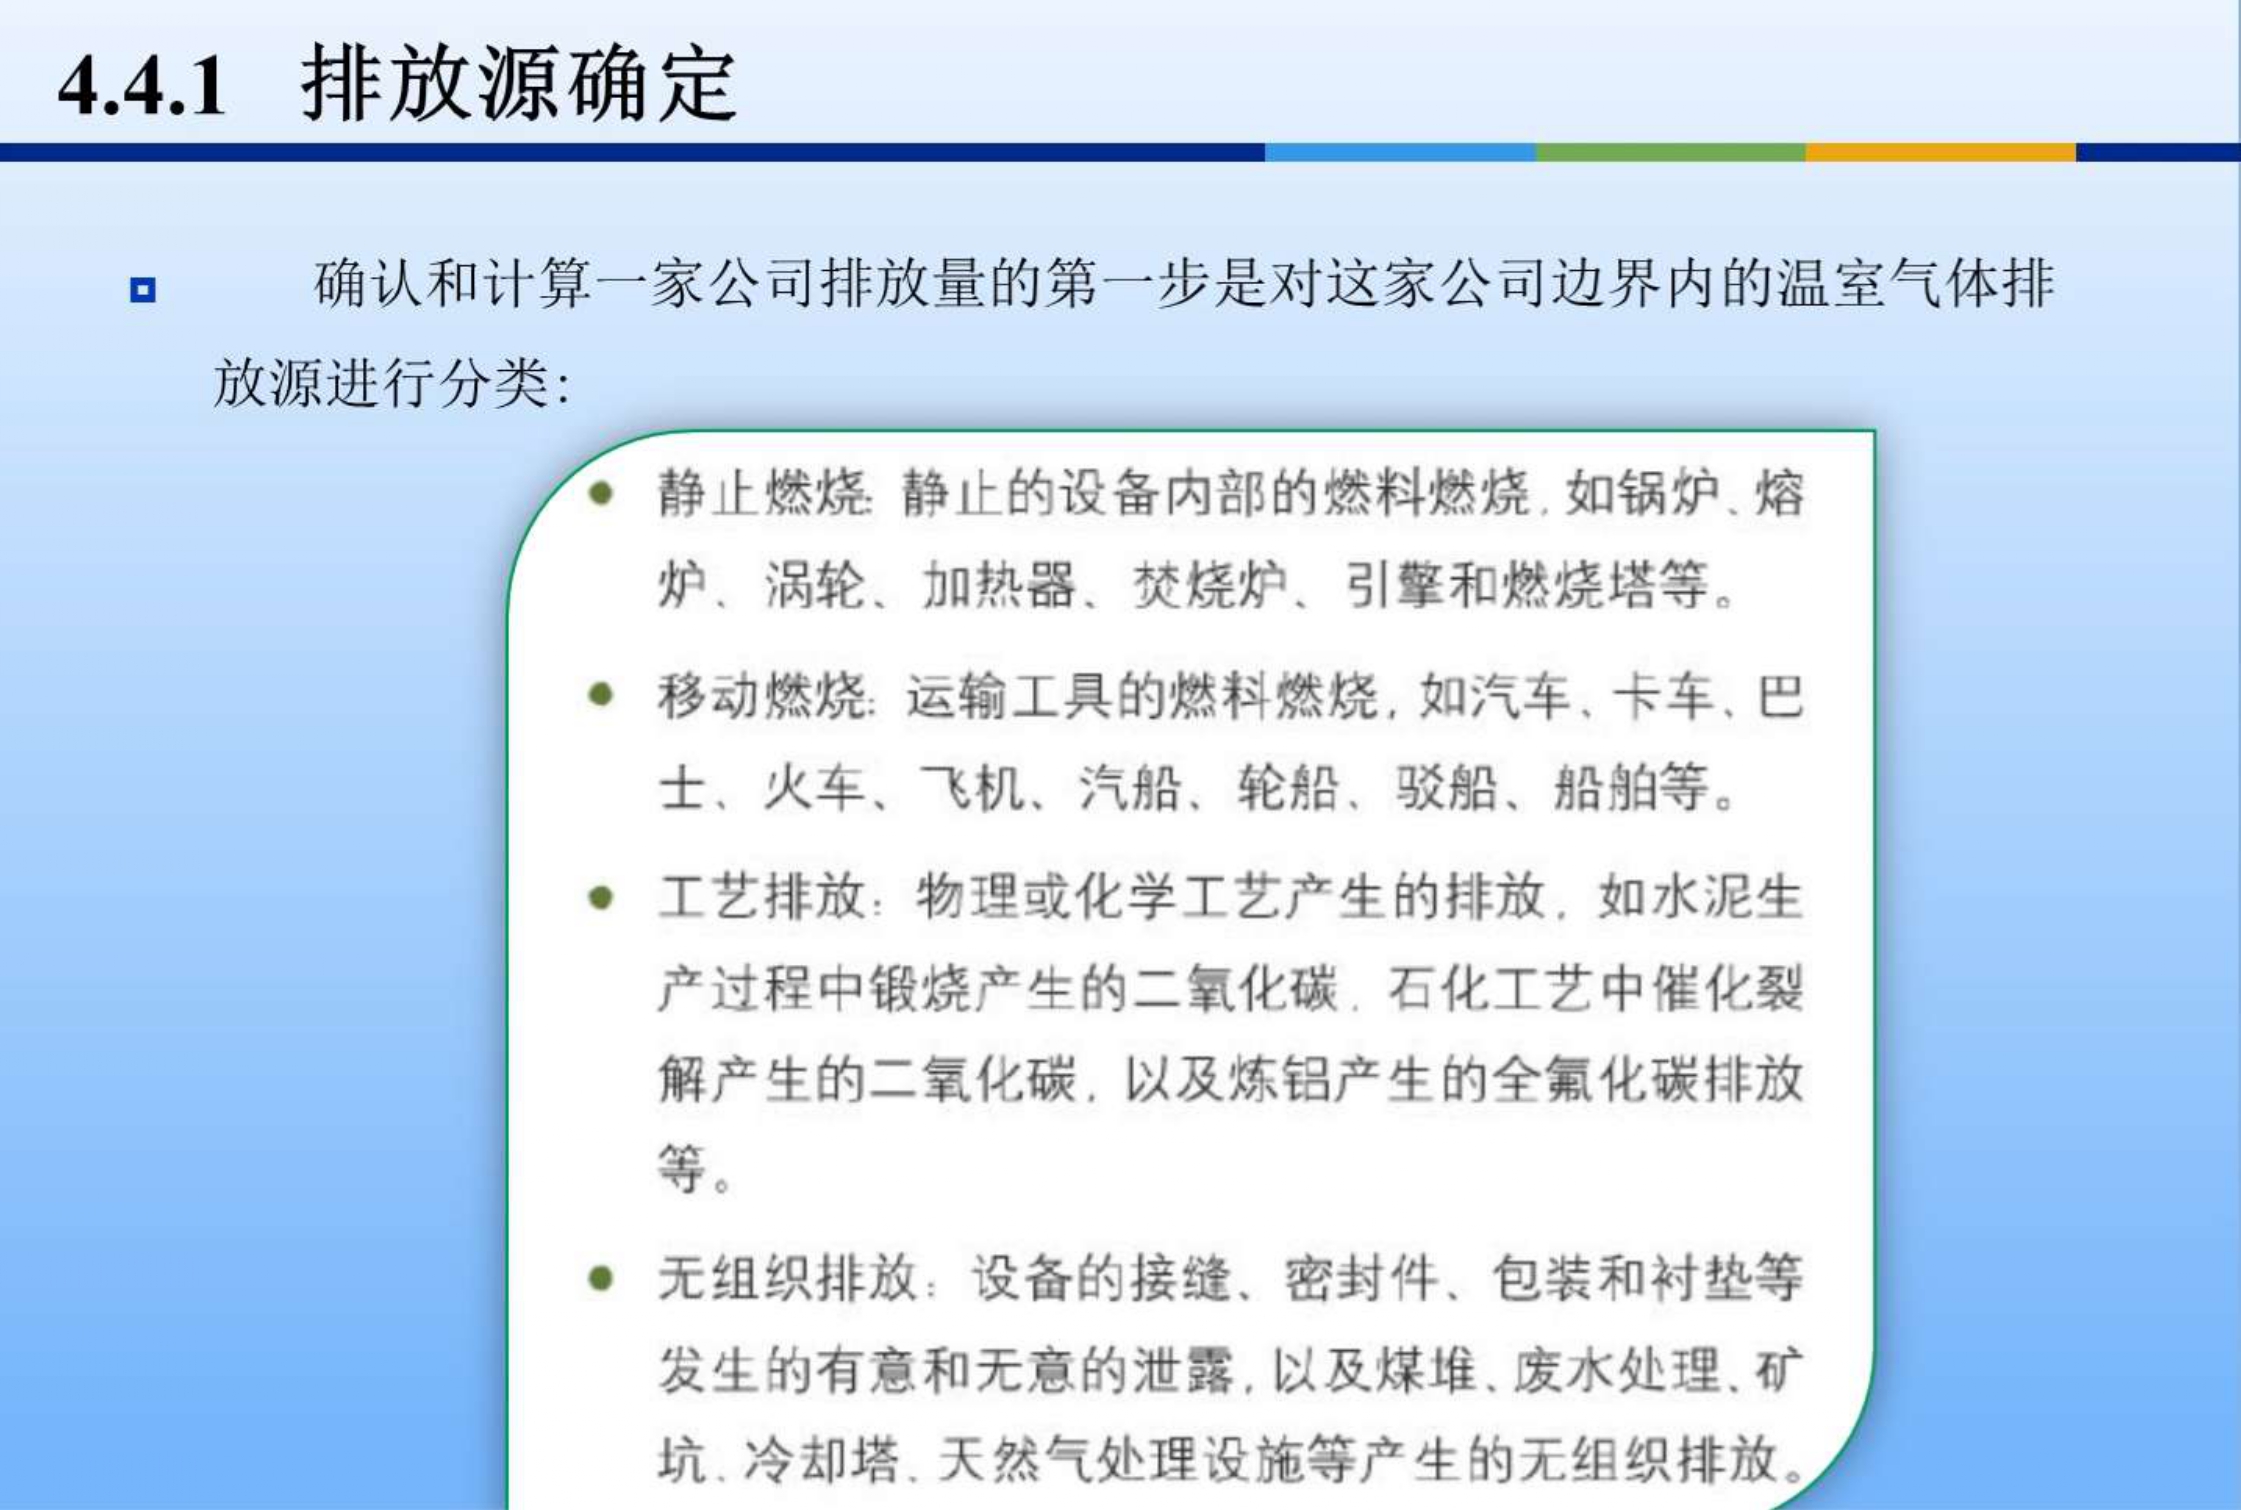 4.4.1 排放源确定
确认和计算一家公司排放量的第一步是对这家公司边界内的温室气体排
放源进行分类:
静止燃烧: 静止的设备内部的燃料燃烧, 如锅炉、熔
炉、涡轮、加热器、焚烧炉、引擎和燃烧塔等。
移动燃烧: 运输工具的燃料燃烧, 如汽车、卡车、巴
士、火车、飞机、汽船、轮船、驳船、船舶等。
工艺排放: 物理或化学工艺产生的排放, 如水泥生
产过程中锻烧产生的二氧化碳, 石化工艺中催化裂
解产生的二氧化碳, 以及炼铝产生的全氟化碳排放
等。
无组织排放: 设备的接缝、密封件、包装和衬垫等
发生的有意和无意的泄露, 以及煤堆、废水处理、矿
坑、冷却塔、天然气处理设施等产生的无组织排放。